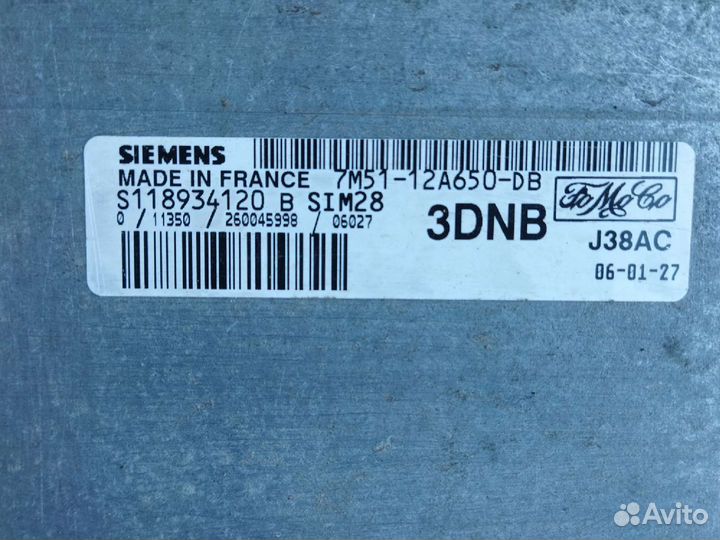 SIEMENS
MADE IN FRANCE 7M51-12A650-DB
S118934120 B SIM28
0 / 11350 / 260045998 / 06027
3DNB
FoMoCo
J38AC
06-01-27
Avito